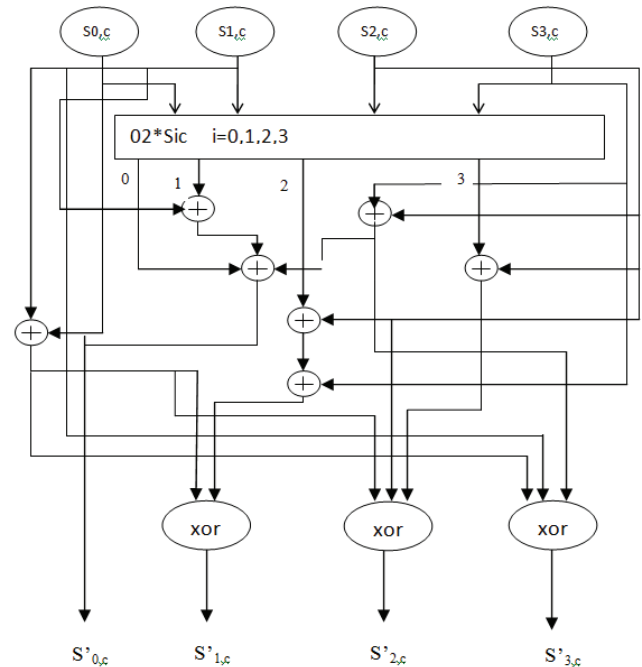 S0,c S1,c S2,c S3,c
02*Sic i=0,1,2,3
0 1 2 3
xor xor xor
S’0,c S’1,c S’2,c S’3,c